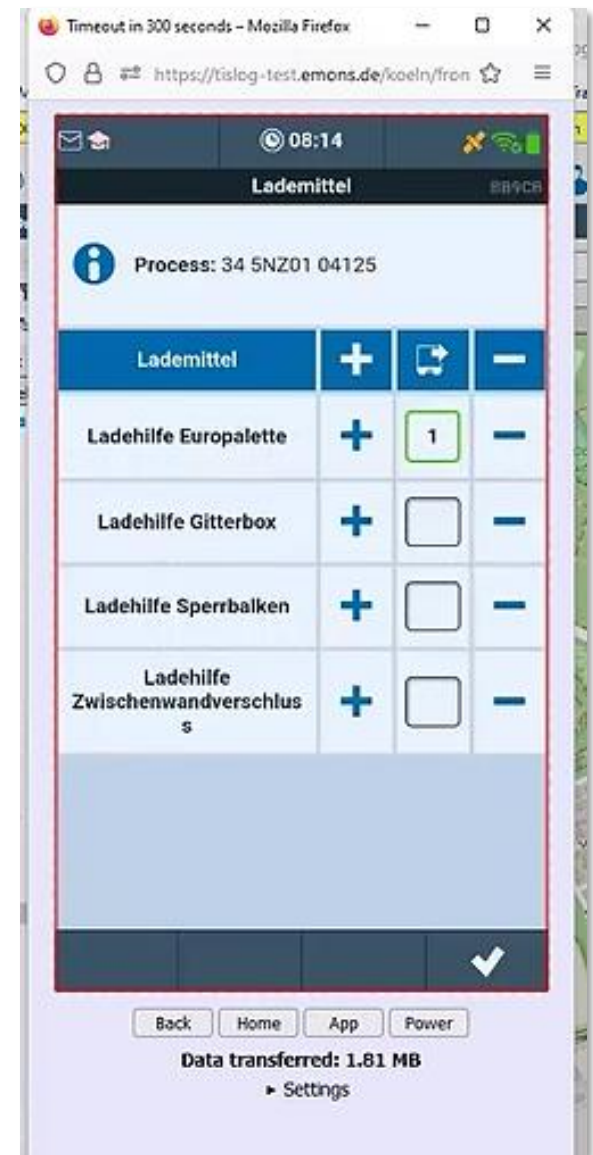 Timeout in 300 seconds – Mozilla Firefox
https://tislog-test.emons.de/koeln/fron
08:14
Lademittel
BB9CB
Process: 34 5NZ01 04125
Lademittel
Ladehilfe Europalette
1
Ladehilfe Gitterbox
Ladehilfe Sperrbalken
Ladehilfe
Zwischenwandverschlus
s
Back Home App Power
Data transferred: 1.81 MB
► Settings